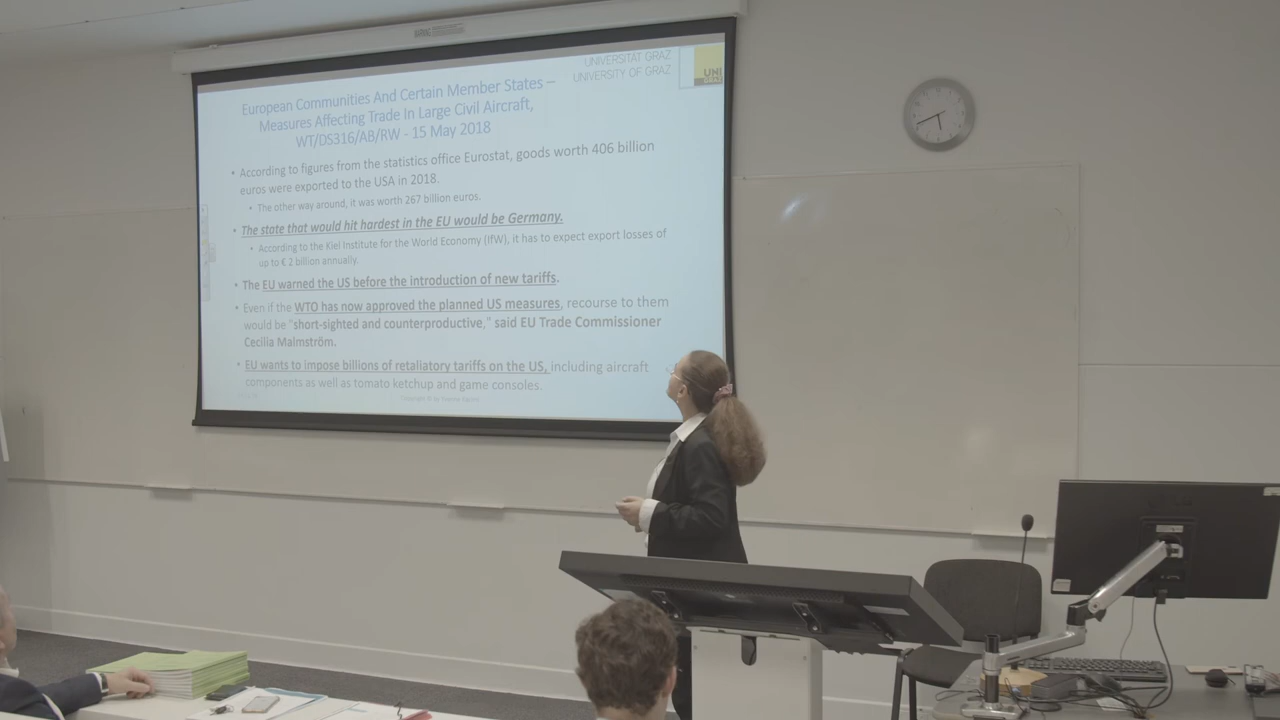 UNIVERSITÄT GRAZ
UNIVERSITY OF GRAZ
UNI
GRAZ
European Communities And Certain Member States –
Measures Affecting Trade In Large Civil Aircraft,
WT/DS316/AB/RW - 15 May 2018
• According to figures from the statistics office Eurostat, goods worth 406 billion
euros were exported to the USA in 2018.
• The other way around, it was worth 267 billion euros.
• The state that would hit hardest in the EU would be Germany.
• According to the Kiel Institute for the World Economy (IfW), it has to expect export losses of
up to € 2 billion annually.
• The EU warned the US before the introduction of new tariffs.
• Even if the WTO has now approved the planned US measures, recourse to them
would be "short-sighted and counterproductive," said EU Trade Commissioner
Cecilia Malmström.
• EU wants to impose billions of retaliatory tariffs on the US, including aircraft
components as well as tomato ketchup and game consoles.